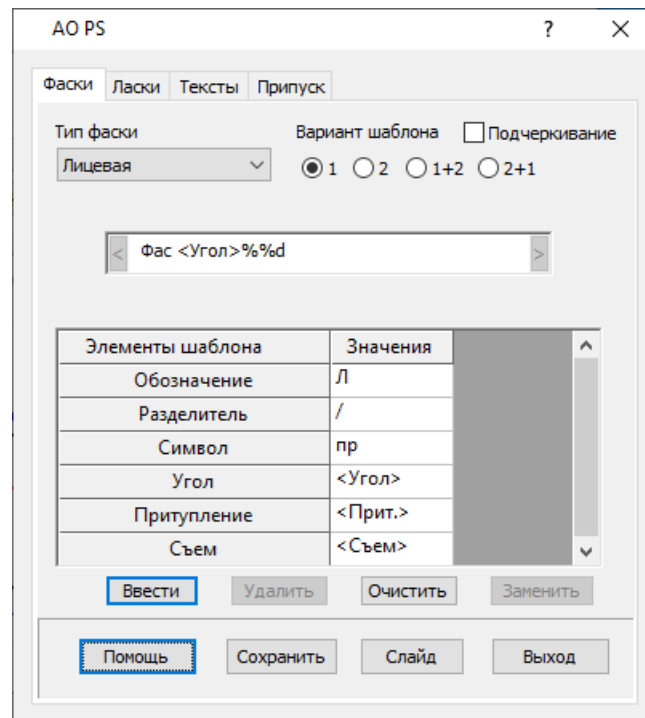 AO PS ?
Фаски Ласки Тексты Припуск
Тип фаски Вариант шаблона Подчеркивание
Лицевая 1 2 1+2 2+1
< Фас <Угол>%%d >
Элементы шаблона Значения
Обозначение Л
Разделитель /
Символ пр
Угол <Угол>
Притупление <Прит.>
Съем <Съем>
Ввести Удалить Очистить Заменить
Помощь Сохранить Слайд Выход